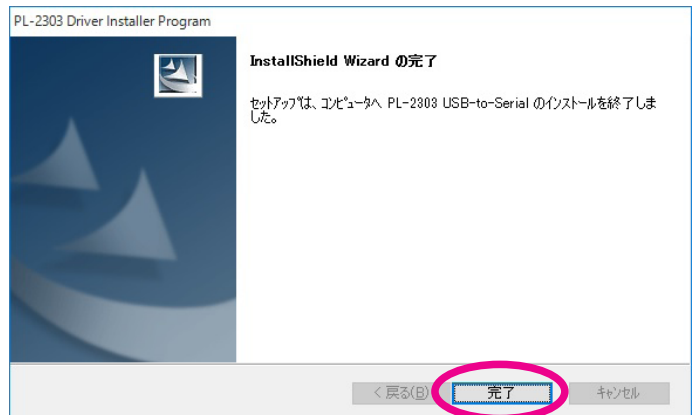 PL-2303 Driver Installer Program
InstallShield Wizard の完了
セットアップは、コンピュータへ PL-2303 USB-to-Serial のインストールを終了しま
した。
< 戻る(B)
完了
キャンセル